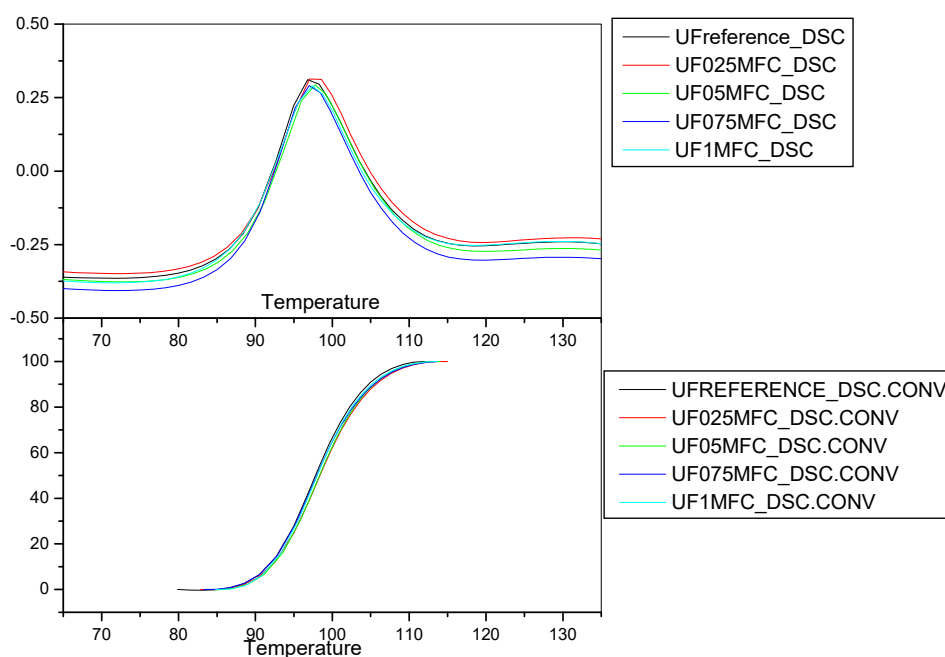 0.50
0.25
0.00
-0.25
-0.50
Temperature
70 80 90 100 110 120 130
UFreference_DSC
UF025MFC_DSC
UF05MFC_DSC
UF075MFC_DSC
UF1MFC_DSC
100
80
60
40
20
0
70 80 90 100 110 120 130
Temperature
UFREFERENCE_DSC.CONV
UF025MFC_DSC.CONV
UF05MFC_DSC.CONV
UF075MFC_DSC.CONV
UF1MFC_DSC.CONV